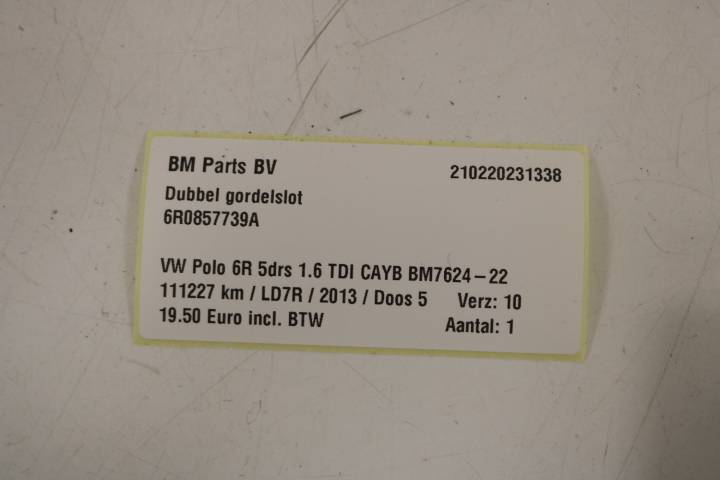 BM Parts BV 210220231338
Dubbel gordelslot
6R0857739A
VW Polo 6R 5drs 1.6 TDI CAYB BM7624-22
111227 km / LD7R / 2013 / Doos 5 Verz: 10
19.50 Euro incl. BTW Aantal: 1